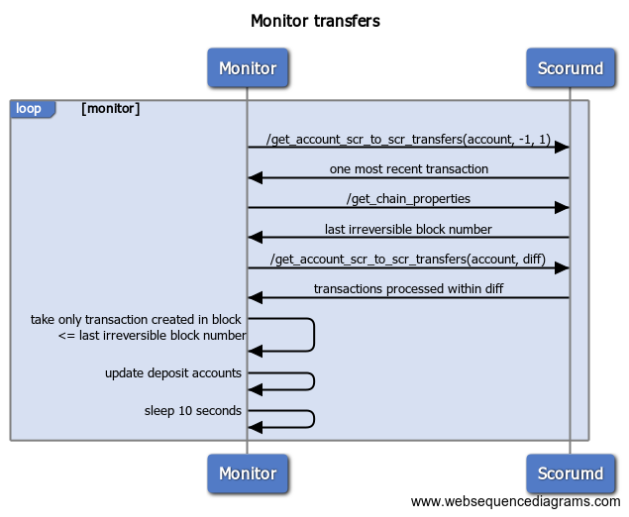 Monitor transfers
Monitor
Scorumd
loop
[monitor]
/get_account_scr_to_scr_transfers(account, -1, 1)
one most recent transaction
/get_chain_properties
last irreversible block number
/get_account_scr_to_scr_transfers(account, diff)
transactions processed within diff
take only transaction created in block
<= last irreversible block number
update deposit accounts
sleep 10 seconds
Monitor
Scorumd
www.websequencediagrams.com